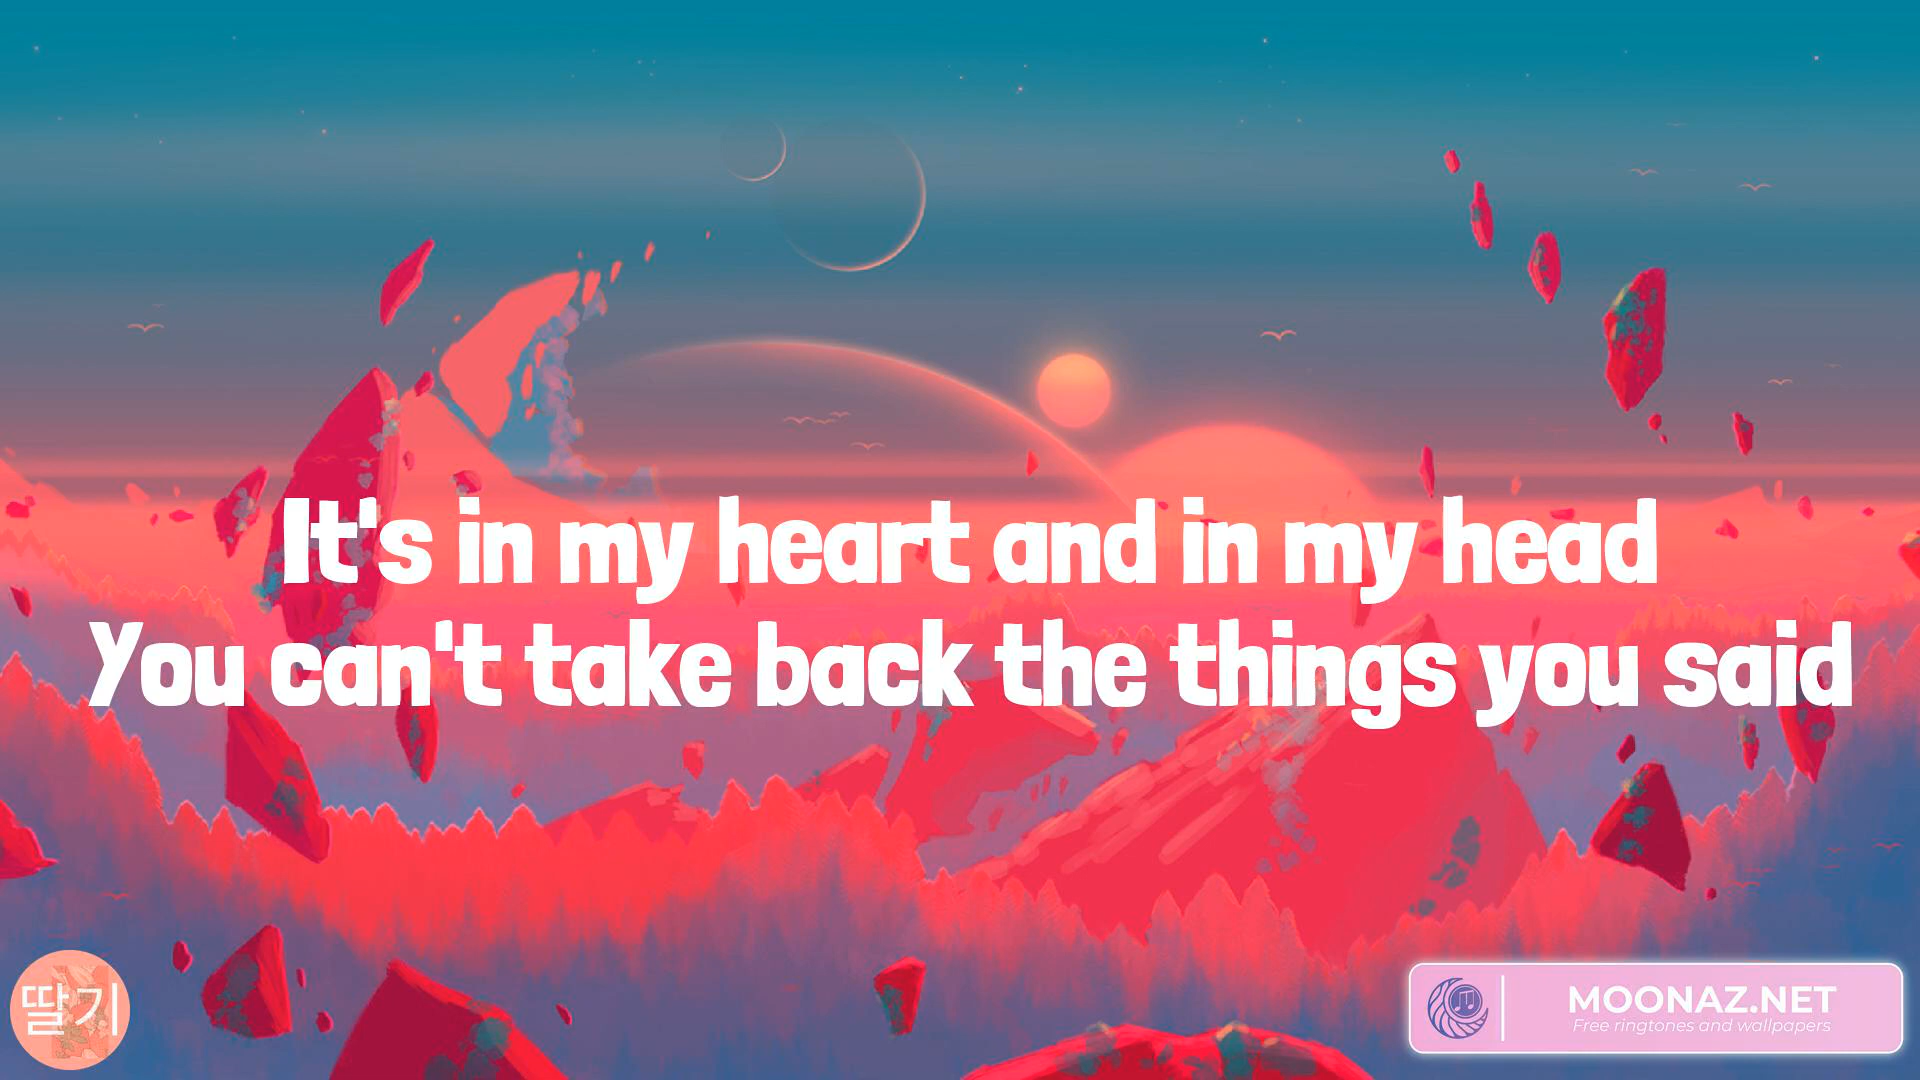 It's in my heart and in my head
You can't take back the things you said
딸기
MOONAZ.NET
Free ringtones and wallpapers